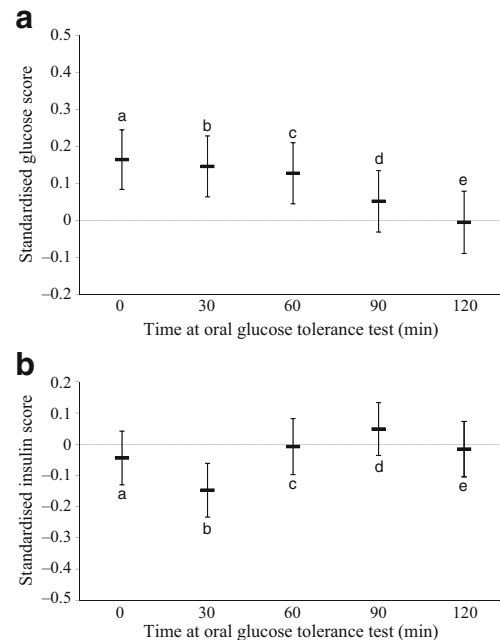 a
Standardised glucose score
0.5
0.4
0.3
0.2
0.1
0
–0.1
–0.2
a
b
c
d
e
0 30 60 90 120
Time at oral glucose tolerance test (min)
b
Standardised insulin score
0.2
0.1
0
–0.1
–0.2
–0.3
–0.4
–0.5
a
b
c
d
e
0 30 60 90 120
Time at oral glucose tolerance test (min)